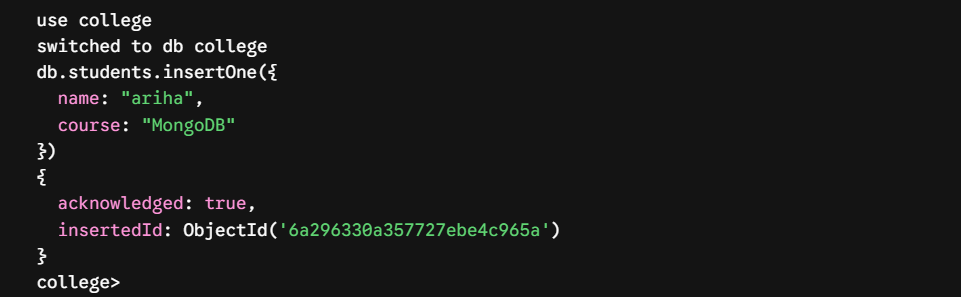 use college
switched to db college
db.students.insertOne({
  name: "ariha",
  course: "MongoDB"
})
{
  acknowledged: true,
  insertedId: ObjectId('6a296330a357727ebe4c965a')
}
college>